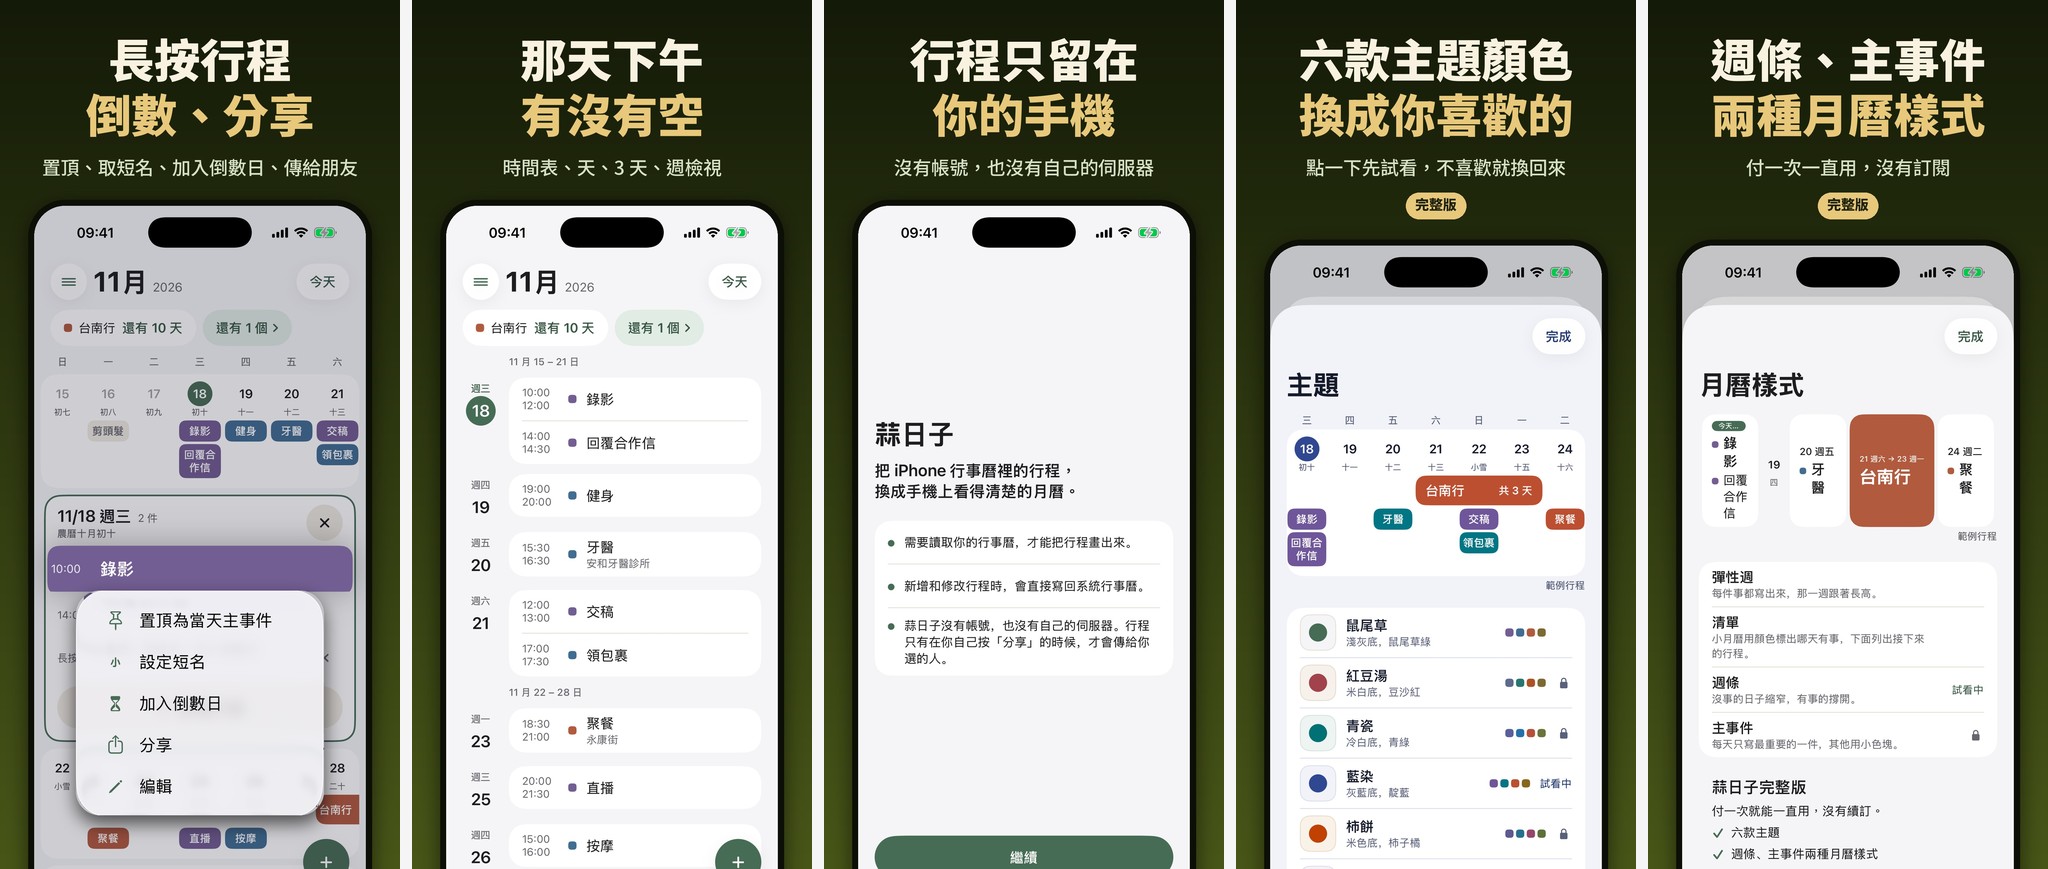 長按行程
倒數、分享
置頂、取短名、加入倒數日、傳給朋友
09:41
11月 2026
今天
台南行 還有 10 天
還有 1 個
日 一 二 三 四 五 六
15 16 17 18 19 20 21
初七 初八 初九 初十 十一 十二 十三
剪頭髮 錄影 健身 牙醫 交稿
回覆合作信 領包裹
11/18 週三 2 件
農曆十月初十
10:00 錄影
置頂為當天主事件
小 設定短名
加入倒數日
分享
編輯
22 28
小雪 二十
台南行
聚餐 直播 按摩
那天下午
有沒有空
時間表、天、3 天、週檢視
09:41
11月 2026
今天
台南行 還有 10 天
還有 1 個
11 月 15 – 21 日
週三 18
10:00 12:00 錄影
14:00 14:30 回覆合作信
週四 19
19:00 20:00 健身
週五 20
15:30 16:30 牙醫
安和牙醫診所
週六 21
12:00 13:00 交稿
17:00 17:30 領包裹
11 月 22 – 28 日
週一 23
18:30 21:00 聚餐
永康街
週三 25
20:00 21:30 直播
週四 26
15:00 16:00 按摩
行程只留在
你的手機
沒有帳號，也沒有自己的伺服器
09:41
蒜日子
把 iPhone 行事曆裡的行程，
換成手機上看得清楚的月曆。
需要讀取你的行事曆，才能把行程畫出來。
新增和修改行程時，會直接寫回系統行事曆。
蒜日子沒有帳號，也沒有自己的伺服器。行程
只有在你自己按「分享」的時候，才會傳給你
選的人。
繼續
六款主題顏色
換成你喜歡的
點一下先試看，不喜歡就換回來
完整版
09:41
完成
主題
三 四 五 六 日 一 二
18 19 20 21 22 23 24
初十 十一 十二 十三 小雪 十五 十六
台南行 共 3 天
錄影 牙醫 交稿 聚餐
回覆合作信 領包裹
範例行程
鼠尾草
淺灰底，鼠尾草綠
紅豆湯
米白底，豆沙紅
青瓷
冷白底，青綠
藍染
灰藍底，靛藍
試看中
柿餅
米色底，柿子橘
週條、主事件
兩種月曆樣式
付一次一直用，沒有訂閱
完整版
09:41
完成
月曆樣式
今天...
錄影
回覆合作信
19
四
20 週五
牙醫
21 週六 → 23 週一
台南行
24 週二
聚餐
範例行程
彈性週
每件事都寫出來，那一週跟著長高。
清單
小月曆用顏色標出哪天有事，下面列出接下來
的行程。
週條
沒事的日子縮窄，有事的撐開。
試看中
主事件
每天只寫最重要的一件，其他用小色塊。
蒜日子完整版
付一次就能一直用，沒有續訂。
六款主題
週條、主事件兩種月曆樣式